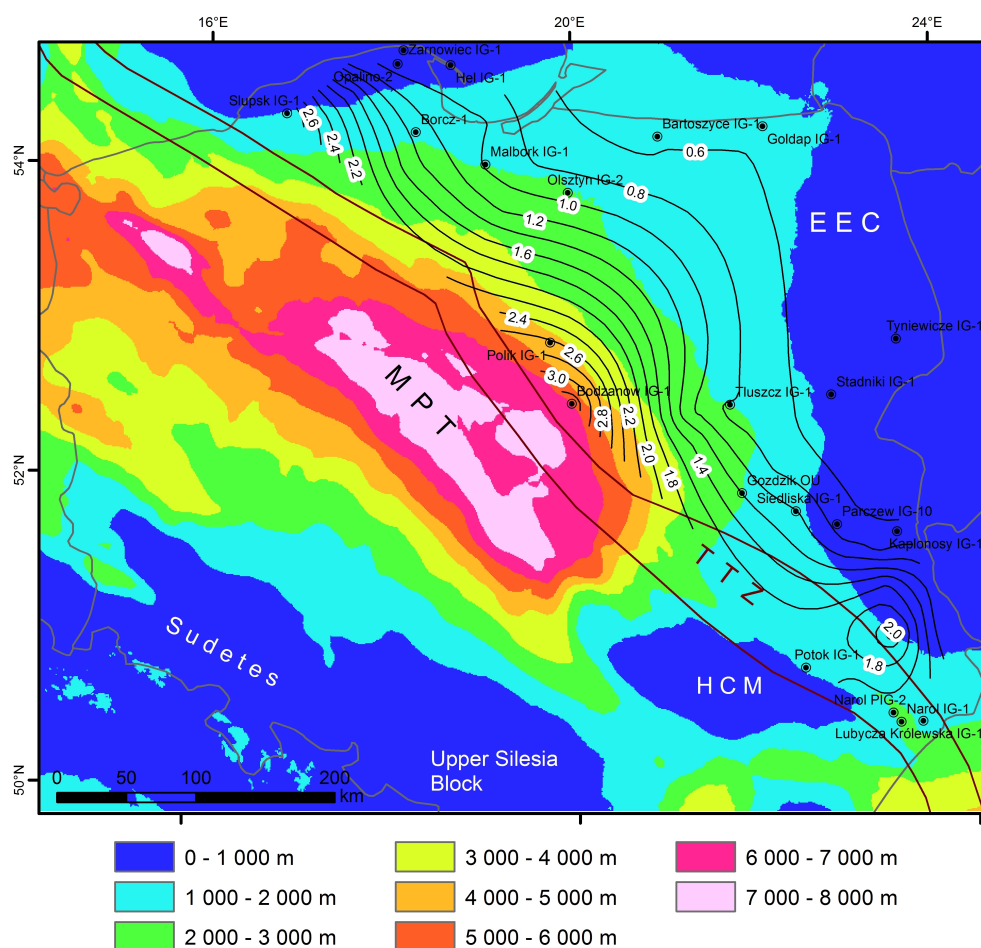 16°E
20°E
24°E
Żarnowiec IG-1
Opalino-2
Hel IG-1
Slupsk IG-1
2.6
Borcz-1
Bartoszyce IG-1
Goldap IG-1
2.4
54°N
Malbork IG-1
0.6
2.2
Olsztyn IG-2
0.8
1.0
1.2
EEC
1.6
2.4
Tyniewicze IG-1
Polik IG-1
2.6
3.0
Bodzanow IG-1
Stadniki IG-1
MPT
Tluszcz IG-1
2.8
2.2
52°N
2.0
1.4
1.8
Gozdzik OU
Siedliska IG-1
Parczew IG-10
Kaplonosy IG-1
TTZ
Sudetes
2.0
Potok IG-1
1.8
HCM
Narol PIG-2
Narol IG-1
Lubycza Królewska IG-1
Upper Silesia
Block
50°N
0 50 100 200
km
0 - 1 000 m
3 000 - 4 000 m
6 000 - 7 000 m
1 000 - 2 000 m
4 000 - 5 000 m
7 000 - 8 000 m
2 000 - 3 000 m
5 000 - 6 000 m